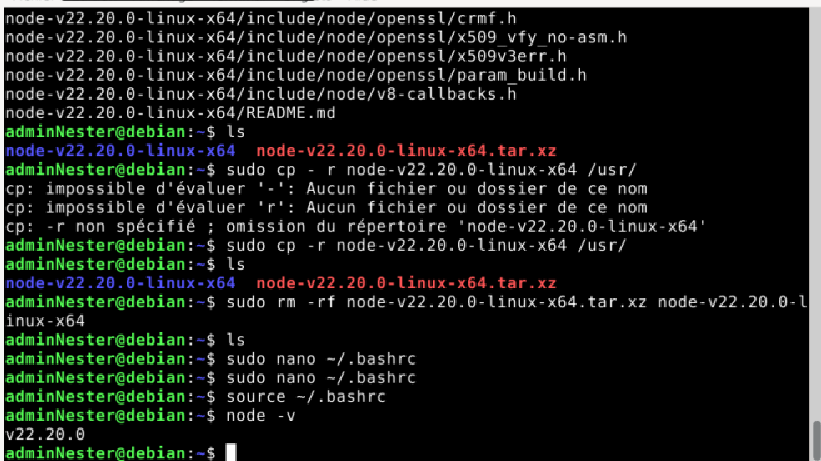 node-v22.20.0-linux-x64/include/node/openssl/crmf.h
node-v22.20.0-linux-x64/include/node/openssl/x509_vfy_no-asm.h
node-v22.20.0-linux-x64/include/node/openssl/x509v3err.h
node-v22.20.0-linux-x64/include/node/openssl/param_build.h
node-v22.20.0-linux-x64/include/node/v8-callbacks.h
node-v22.20.0-linux-x64/README.md
adminNester@debian:~$ ls
node-v22.20.0-linux-x64  node-v22.20.0-linux-x64.tar.xz
adminNester@debian:~$ sudo cp - r node-v22.20.0-linux-x64 /usr/
cp: impossible d'évaluer '-': Aucun fichier ou dossier de ce nom
cp: impossible d'évaluer 'r': Aucun fichier ou dossier de ce nom
cp: -r non spécifié ; omission du répertoire 'node-v22.20.0-linux-x64'
adminNester@debian:~$ sudo cp -r node-v22.20.0-linux-x64 /usr/
adminNester@debian:~$ ls
node-v22.20.0-linux-x64  node-v22.20.0-linux-x64.tar.xz
adminNester@debian:~$ sudo rm -rf node-v22.20.0-linux-x64.tar.xz node-v22.20.0-l
inux-x64
adminNester@debian:~$ ls
adminNester@debian:~$ sudo nano ~/.bashrc
adminNester@debian:~$ sudo nano ~/.bashrc
adminNester@debian:~$ source ~/.bashrc
adminNester@debian:~$ node -v
v22.20.0
adminNester@debian:~$